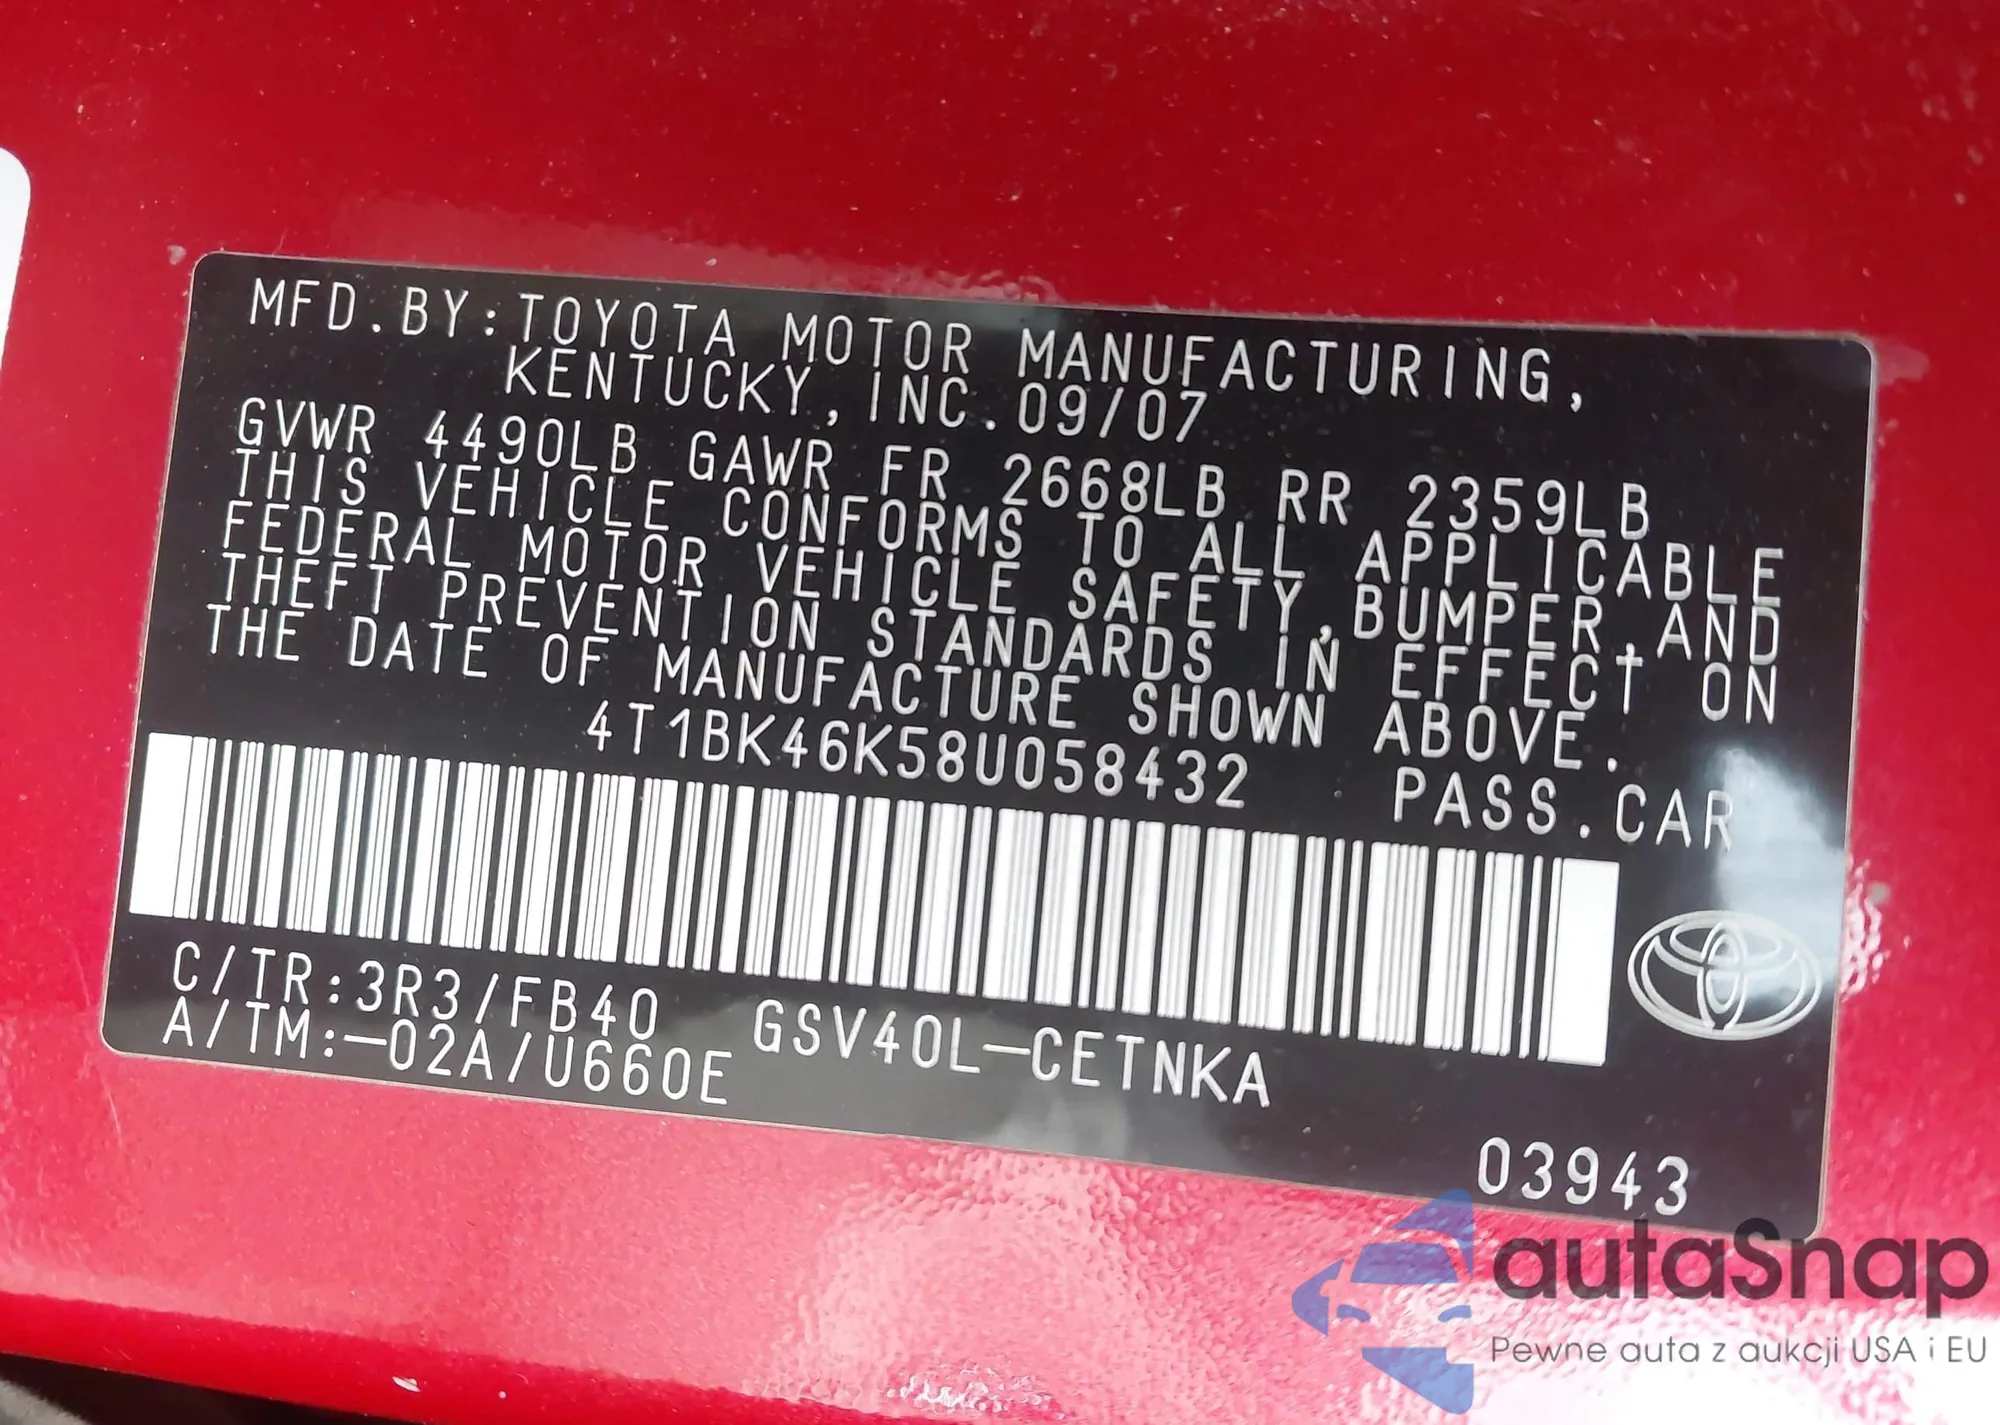 MFD.BY:TOYOTA MOTOR MANUFACTURING,
KENTUCKY,INC.09/07
GVWR 4490LB GAWR FR 2668LB RR 2359LB
THIS VEHICLE CONFORMS TO ALL APPLICABLE
FEDERAL MOTOR VEHICLE SAFETY,BUMPER,AND
THEFT PREVENTION STANDARDS IN EFFECT ON
THE DATE OF MANUFACTURE SHOWN ABOVE.
4T1BK46K58U058432 PASS.CAR
C/TR:3R3/FB40 GSV40L-CETNKA
A/TM:-02A/U660E
03943
autaSnap
Pewne auta z aukcji USA i EU